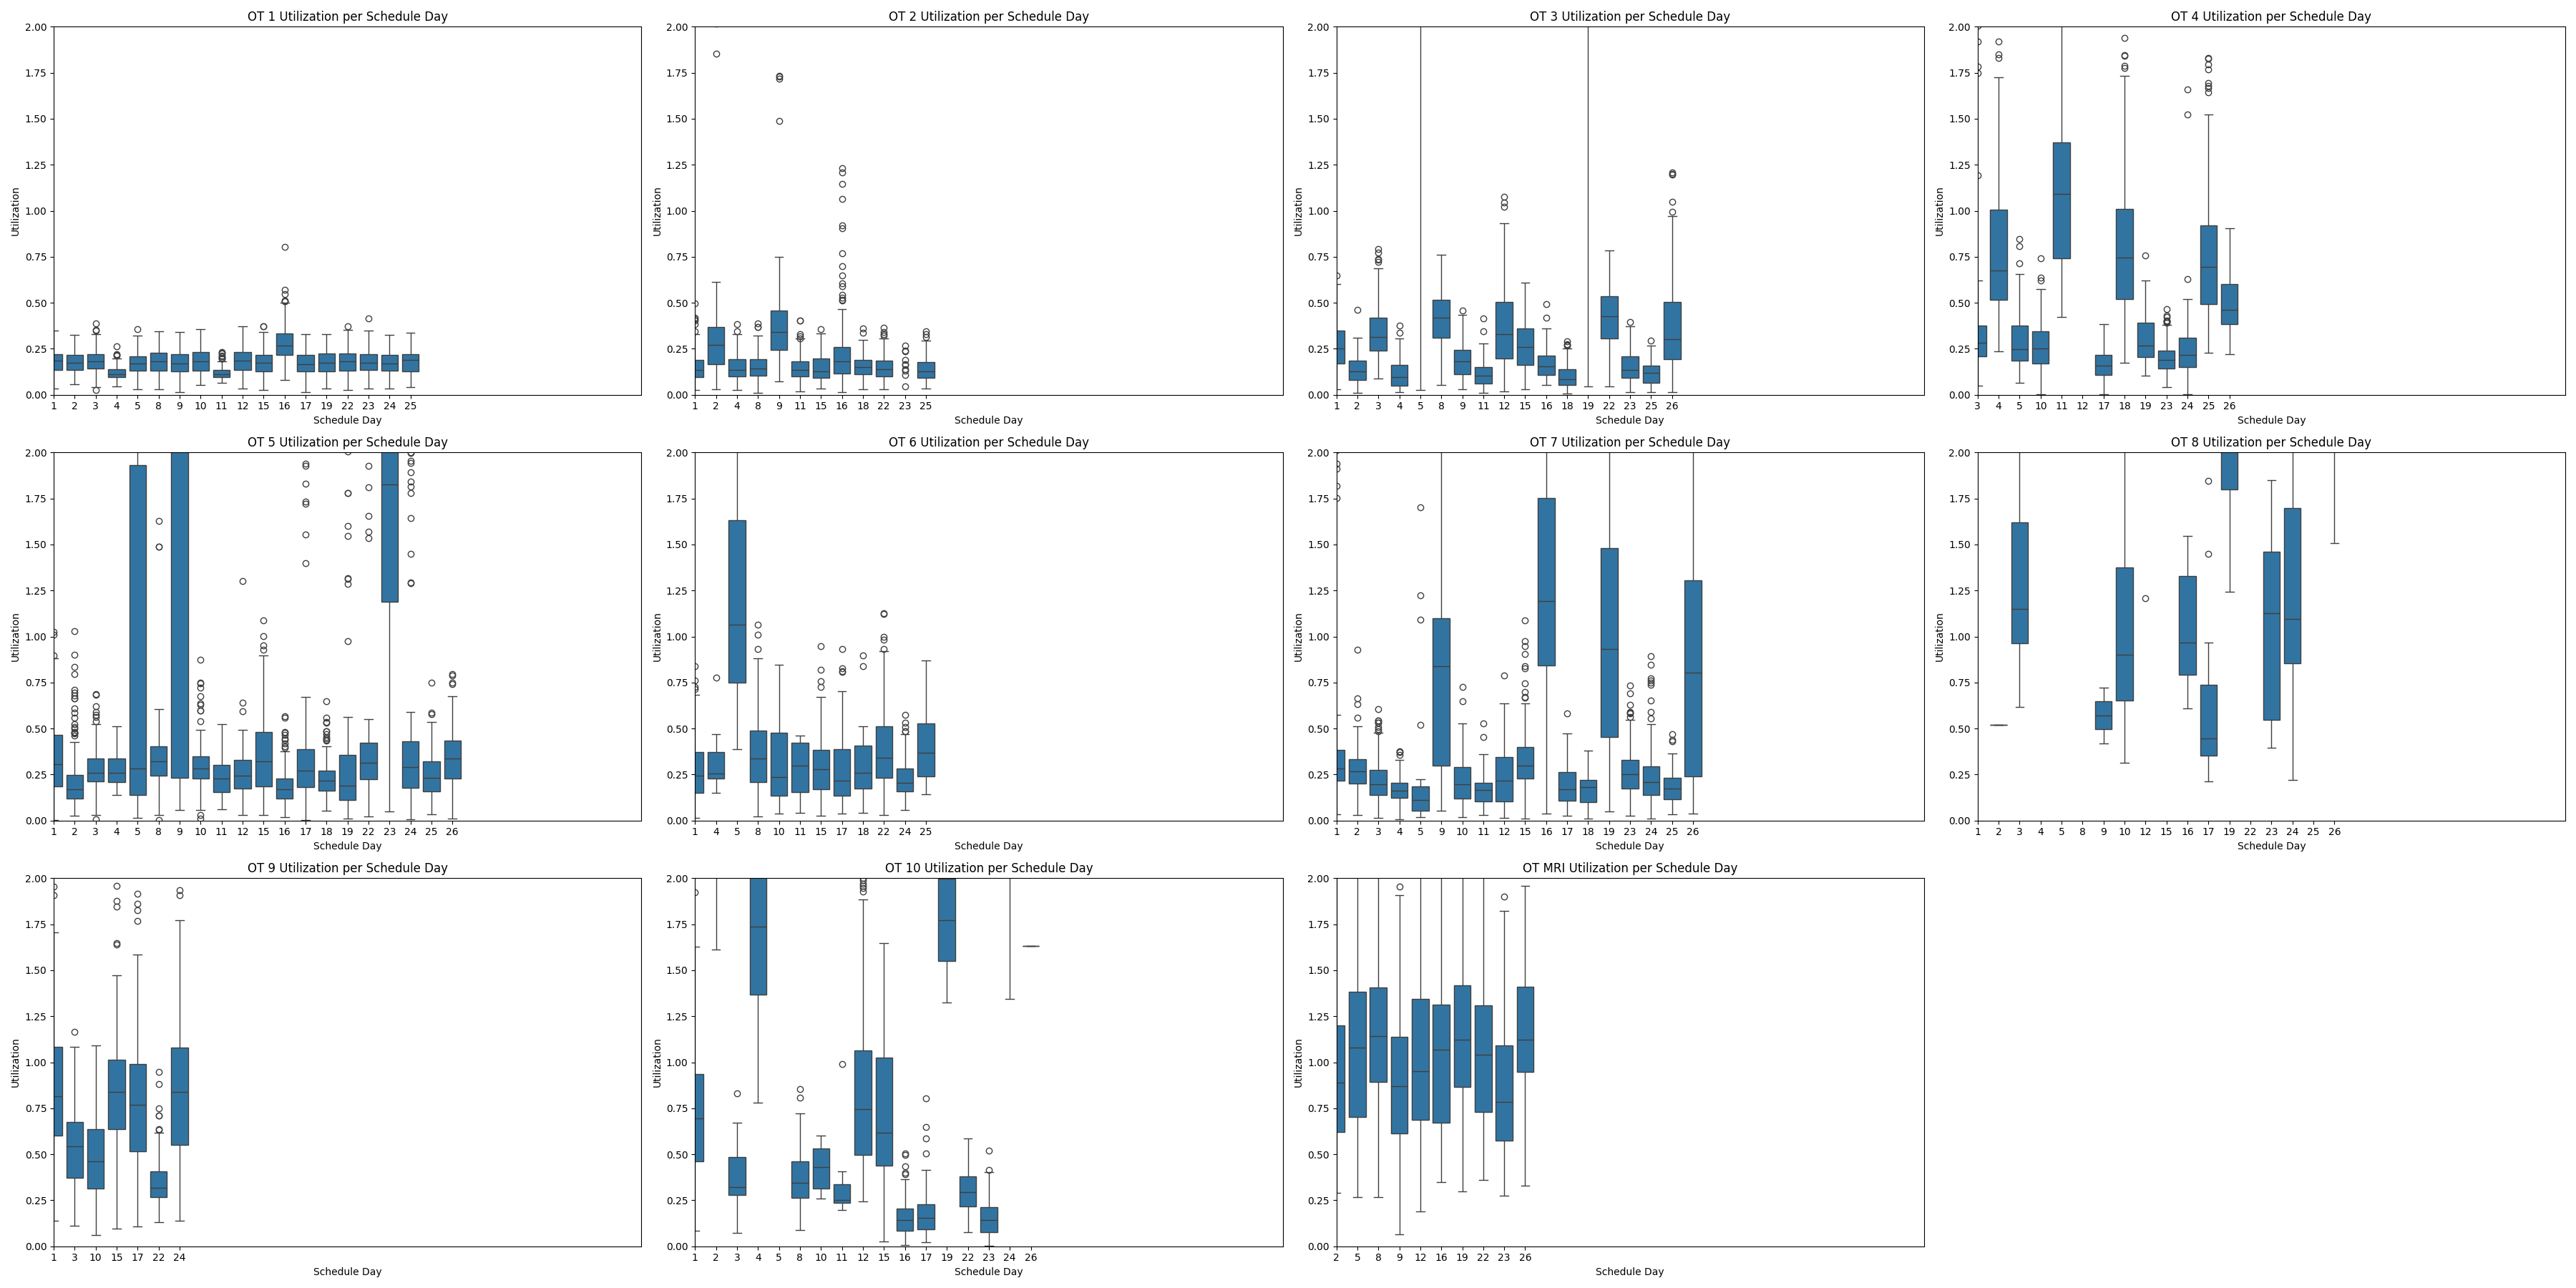 OT 1 Utilization per Schedule Day
2.00
1.75
1.50
1.25
1.00
0.75
0.50
0.25
0.00
Utilization
1 2 3 4 5 8 9 10 11 12 15 16 17 19 22 23 24 25
Schedule Day
OT 2 Utilization per Schedule Day
2.00
1.75
1.50
1.25
1.00
0.75
0.50
0.25
0.00
Utilization
1 2 4 8 9 11 15 16 18 22 23 25
Schedule Day
OT 3 Utilization per Schedule Day
2.00
1.75
1.50
1.25
1.00
0.75
0.50
0.25
0.00
Utilization
1 2 3 4 5 8 9 11 12 15 16 18 19 22 23 25 26
Schedule Day
OT 4 Utilization per Schedule Day
2.00
1.75
1.50
1.25
1.00
0.75
0.50
0.25
0.00
Utilization
3 4 5 10 11 12 17 18 19 23 24 25 26
Schedule Day
OT 5 Utilization per Schedule Day
2.00
1.75
1.50
1.25
1.00
0.75
0.50
0.25
0.00
Utilization
1 2 3 4 5 8 9 10 11 12 15 16 17 18 19 22 23 24 25 26
Schedule Day
OT 6 Utilization per Schedule Day
2.00
1.75
1.50
1.25
1.00
0.75
0.50
0.25
0.00
Utilization
1 4 5 8 10 11 15 17 18 22 24 25
Schedule Day
OT 7 Utilization per Schedule Day
2.00
1.75
1.50
1.25
1.00
0.75
0.50
0.25
0.00
Utilization
1 2 3 4 5 9 10 11 12 15 16 17 18 19 23 24 25 26
Schedule Day
OT 8 Utilization per Schedule Day
2.00
1.75
1.50
1.25
1.00
0.75
0.50
0.25
0.00
Utilization
1 2 3 4 5 8 9 10 12 15 16 17 19 22 23 24 25 26
Schedule Day
OT 9 Utilization per Schedule Day
2.00
1.75
1.50
1.25
1.00
0.75
0.50
0.25
0.00
Utilization
1 3 10 15 17 22 24
Schedule Day
OT 10 Utilization per Schedule Day
2.00
1.75
1.50
1.25
1.00
0.75
0.50
0.25
0.00
Utilization
1 2 3 4 5 8 10 11 12 15 16 17 19 22 23 24 26
Schedule Day
OT MRI Utilization per Schedule Day
2.00
1.75
1.50
1.25
1.00
0.75
0.50
0.25
0.00
Utilization
2 5 8 9 12 16 19 22 23 26
Schedule Day